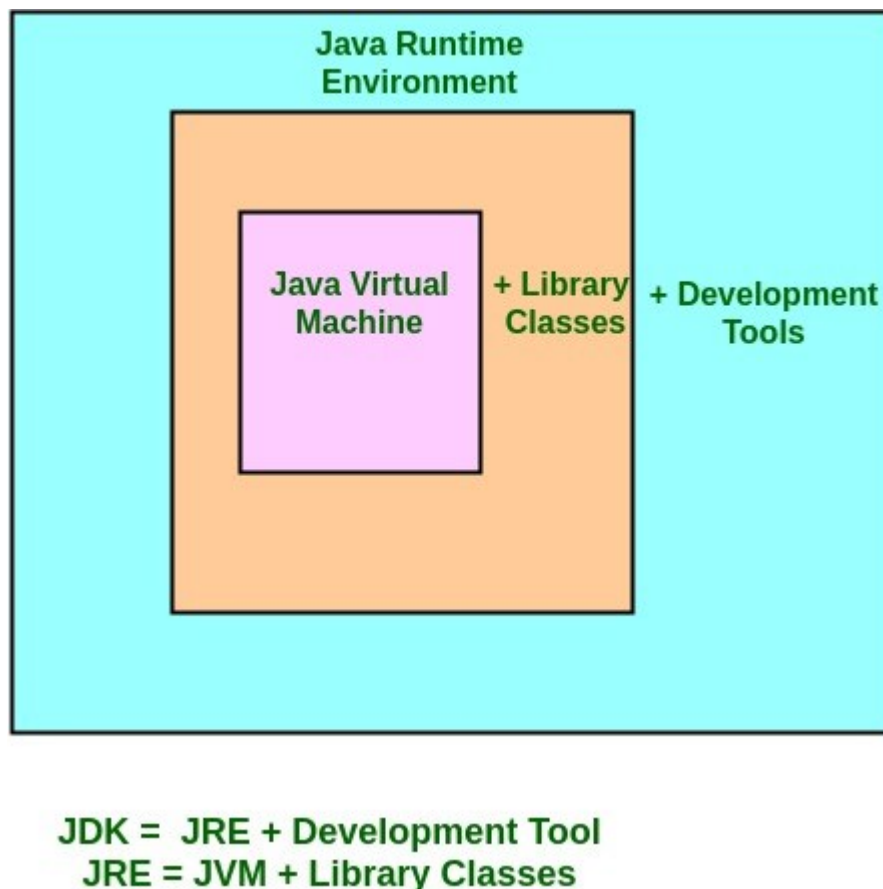 Java Runtime
Environment
Java Virtual
Machine
+ Library
Classes
+ Development
Tools
JDK = JRE + Development Tool
JRE = JVM + Library Classes